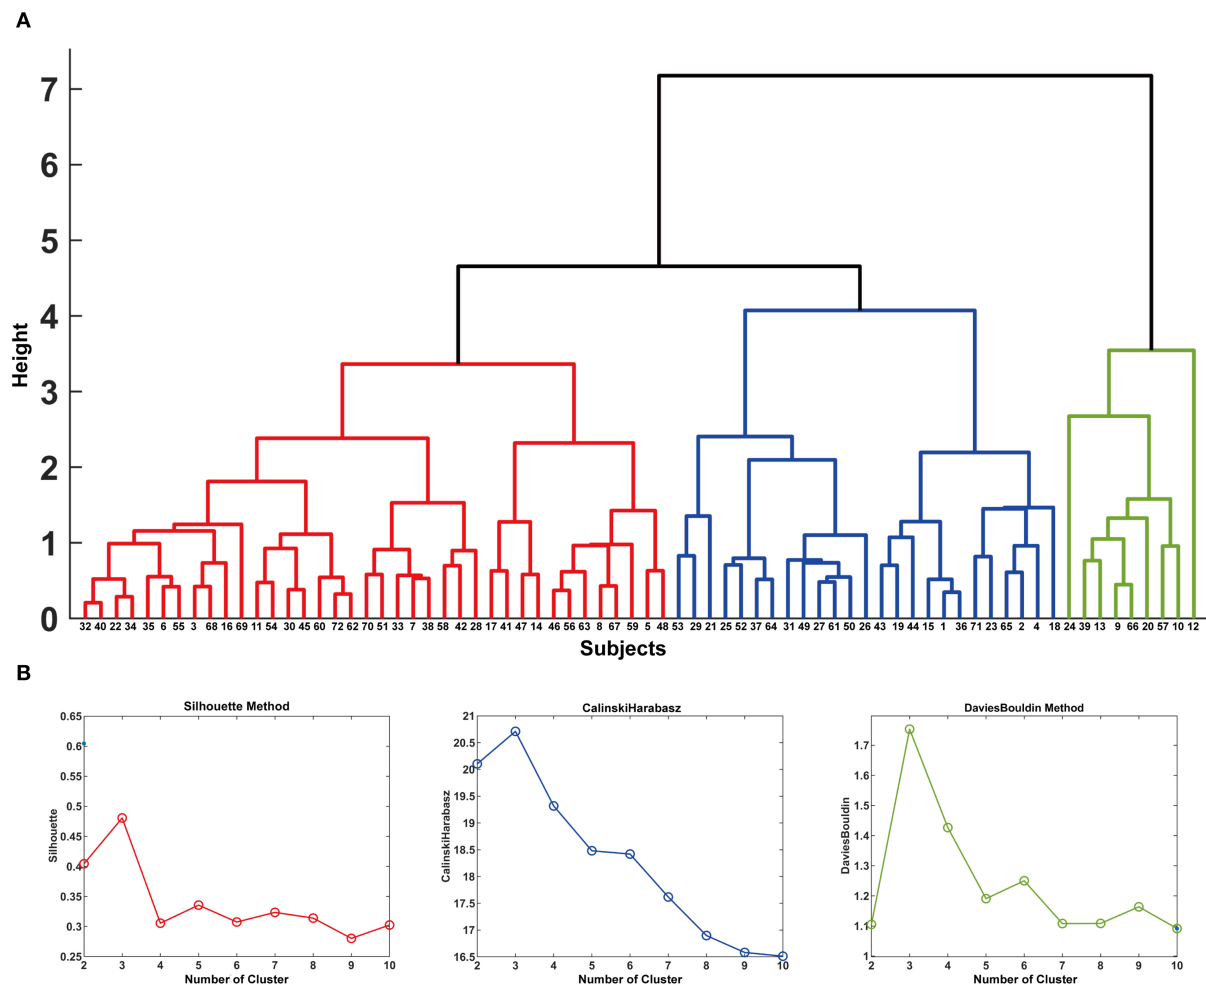 A
7
6
5
4
3
2
1
0
Height
32 40 22 34 35 6 55 3 68 16 69 11 54 30 45 60 72 62 70 51 33 7 38 58 42 28 17 41 47 14 46 56 63 8 67 59 5 48 53 29 21 25 52 37 64 31 49 27 61 50 26 43 19 44 15 1 36 71 23 65 2 4 18 24 39 13 9 66 20 57 10 12
Subjects
B
Silhouette Method
0.65
0.6
0.55
0.5
0.45
0.4
0.35
0.3
0.25
Silhouette
2 3 4 5 6 7 8 9 10
Number of Cluster
CalinskiHarabasz
21
20.5
20
19.5
19
18.5
18
17.5
17
16.5
CalinskiHarabasz
2 3 4 5 6 7 8 9 10
Number of Cluster
DaviesBouldin Method
1.7
1.6
1.5
1.4
1.3
1.2
1.1
1
DaviesBouldin
2 3 4 5 6 7 8 9 10
Number of Cluster